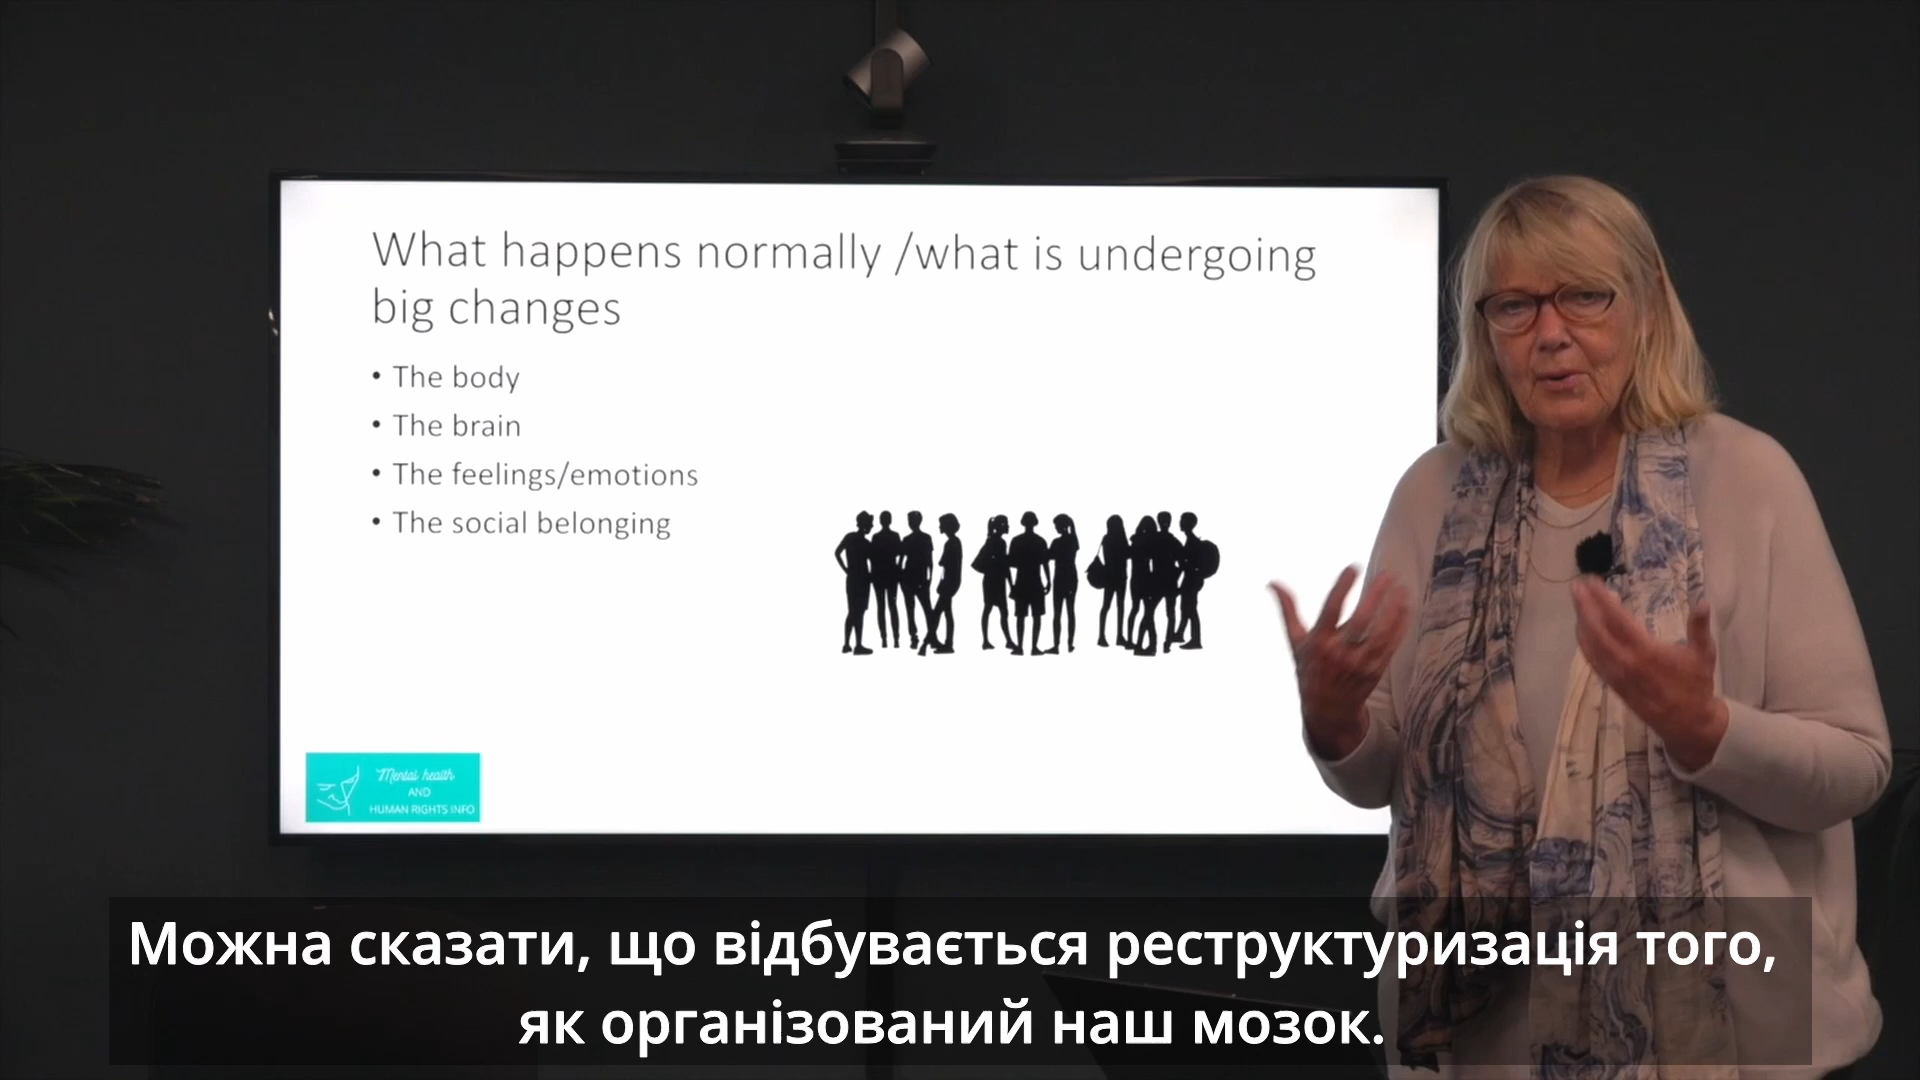 What happens normally /what is undergoing
big changes
• The body
• The brain
• The feelings/emotions
• The social belonging
Mental health
AND
HUMAN RIGHTS INFO
Можна сказати, що відбувається реструктуризація того,
як організований наш мозок.